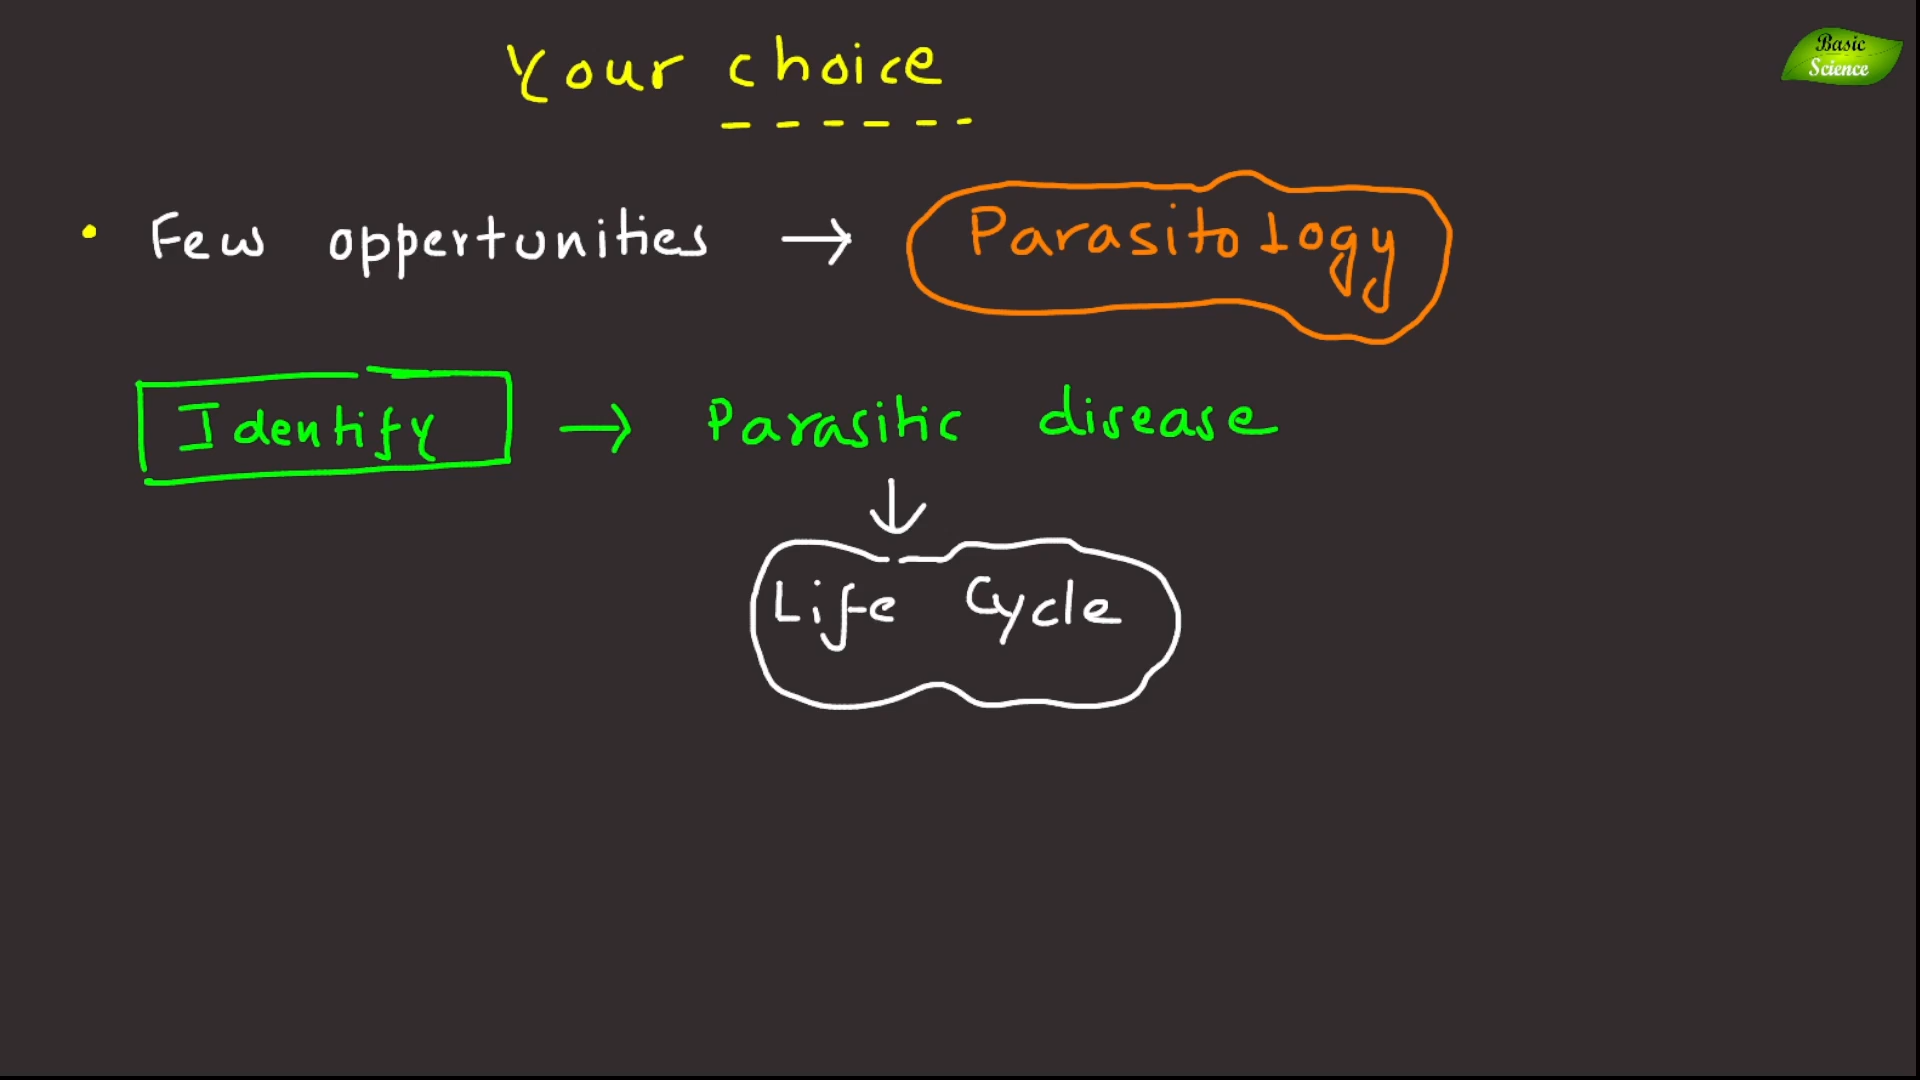 Your choice
Basic
Science
• Few oppertunities → Parasitology
Identify → Parasitic disease
↓
Life Cycle